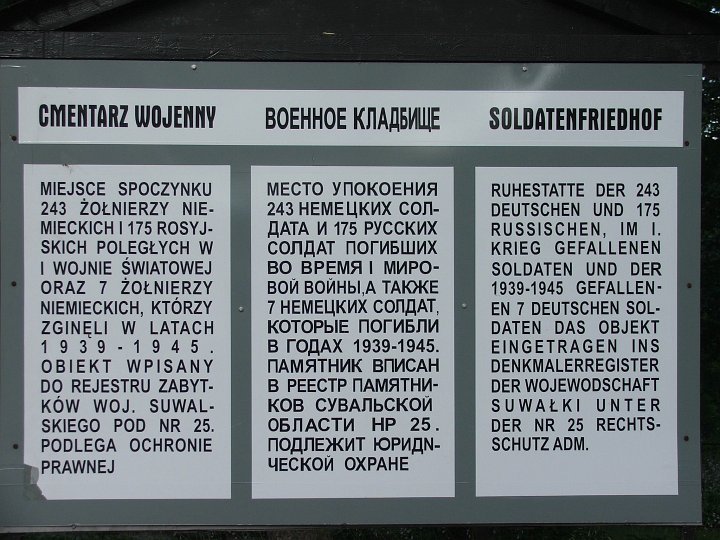 CMENTARZ WOJENNY
MIEJSCE SPOCZYNKU
243 ŻOŁNIERZY NIE-
MIECKICH I 175 ROSYJ-
SKICH POLEGŁYCH W
I WOJNIE ŚWIATOWEJ
ORAZ 7 ŻOŁNIERZY
NIEMIECKICH, KTÓRZY
ZGINĘLI W LATACH
1939-1945.
OBIEKT WPISANY
DO REJESTRU ZABYT-
KÓW WOJ. SUWAL-
SKIEGO POD NR 25.
PODLEGA OCHRONIE
PRAWNEJ
ВОЕННОЕ КЛАДБИЩЕ
МЕСТО УПОКОЕНИЯ
243 НЕМЕЦКИХ СОЛ-
ДАТА И 175 РУССКИХ
СОЛДАТ ПОГИБШИХ
ВО ВРЕМЯ I МИРО-
ВОЙ ВОЙНЫ,А ТАКЖЕ
7 НЕМЕЦКИХ СОЛДАТ,
КОТОРЫЕ ПОГИБЛИ
В ГОДАХ 1939-1945.
ПАМЯТНИК ВПИСАН
В РЕЕСТР ПАМЯТНИ-
КОВ СУВАЛЬСКОЙ
ОБЛАСТИ НР 25.
ПОДЛЕЖИТ ЮРИДИ-
ЧЕСКОЙ ОХРАНЕ
SOLDATENFRIEDHOF
RUHESTATTE DER 243
DEUTSCHEN UND 175
RUSSISCHEN, IM I.
KRIEG GEFALLENEN
SOLDATEN UND DER
1939-1945 GEFALLEN-
EN 7 DEUTSCHEN SOL-
DATEN DAS OBJEKT
EINGETRAGEN INS
DENKMALERREGISTER
DER WOJEWODSCHAFT
SUWAŁKI UNTER
DER NR 25 RECHTS-
SCHUTZ ADM.